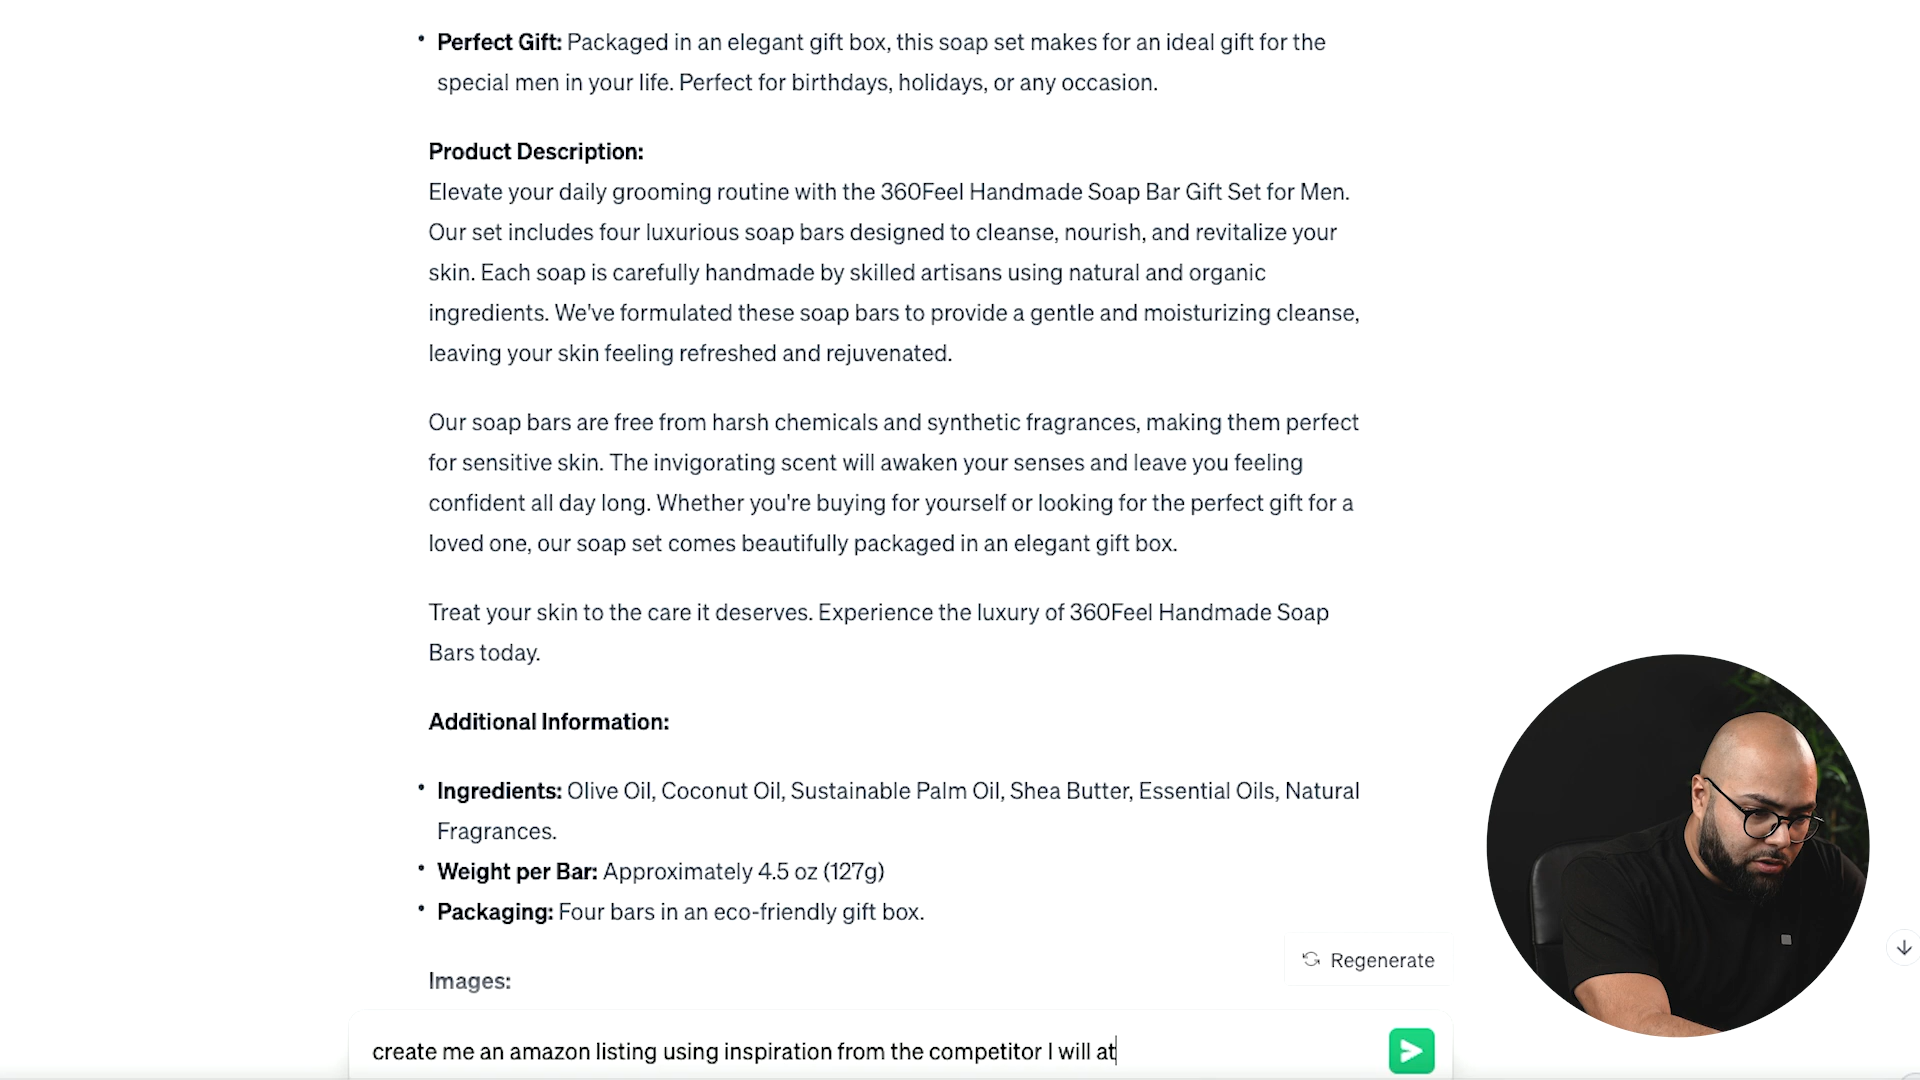 • Perfect Gift: Packaged in an elegant gift box, this soap set makes for an ideal gift for the
special men in your life. Perfect for birthdays, holidays, or any occasion.
Product Description:
Elevate your daily grooming routine with the 360Feel Handmade Soap Bar Gift Set for Men.
Our set includes four luxurious soap bars designed to cleanse, nourish, and revitalize your
skin. Each soap is carefully handmade by skilled artisans using natural and organic
ingredients. We've formulated these soap bars to provide a gentle and moisturizing cleanse,
leaving your skin feeling refreshed and rejuvenated.
Our soap bars are free from harsh chemicals and synthetic fragrances, making them perfect
for sensitive skin. The invigorating scent will awaken your senses and leave you feeling
confident all day long. Whether you're buying for yourself or looking for the perfect gift for a
loved one, our soap set comes beautifully packaged in an elegant gift box.
Treat your skin to the care it deserves. Experience the luxury of 360Feel Handmade Soap
Bars today.
Additional Information:
• Ingredients: Olive Oil, Coconut Oil, Sustainable Palm Oil, Shea Butter, Essential Oils, Natural
Fragrances.
• Weight per Bar: Approximately 4.5 oz (127g)
• Packaging: Four bars in an eco-friendly gift box.
Regenerate
Images:
create me an amazon listing using inspiration from the competitor I will at